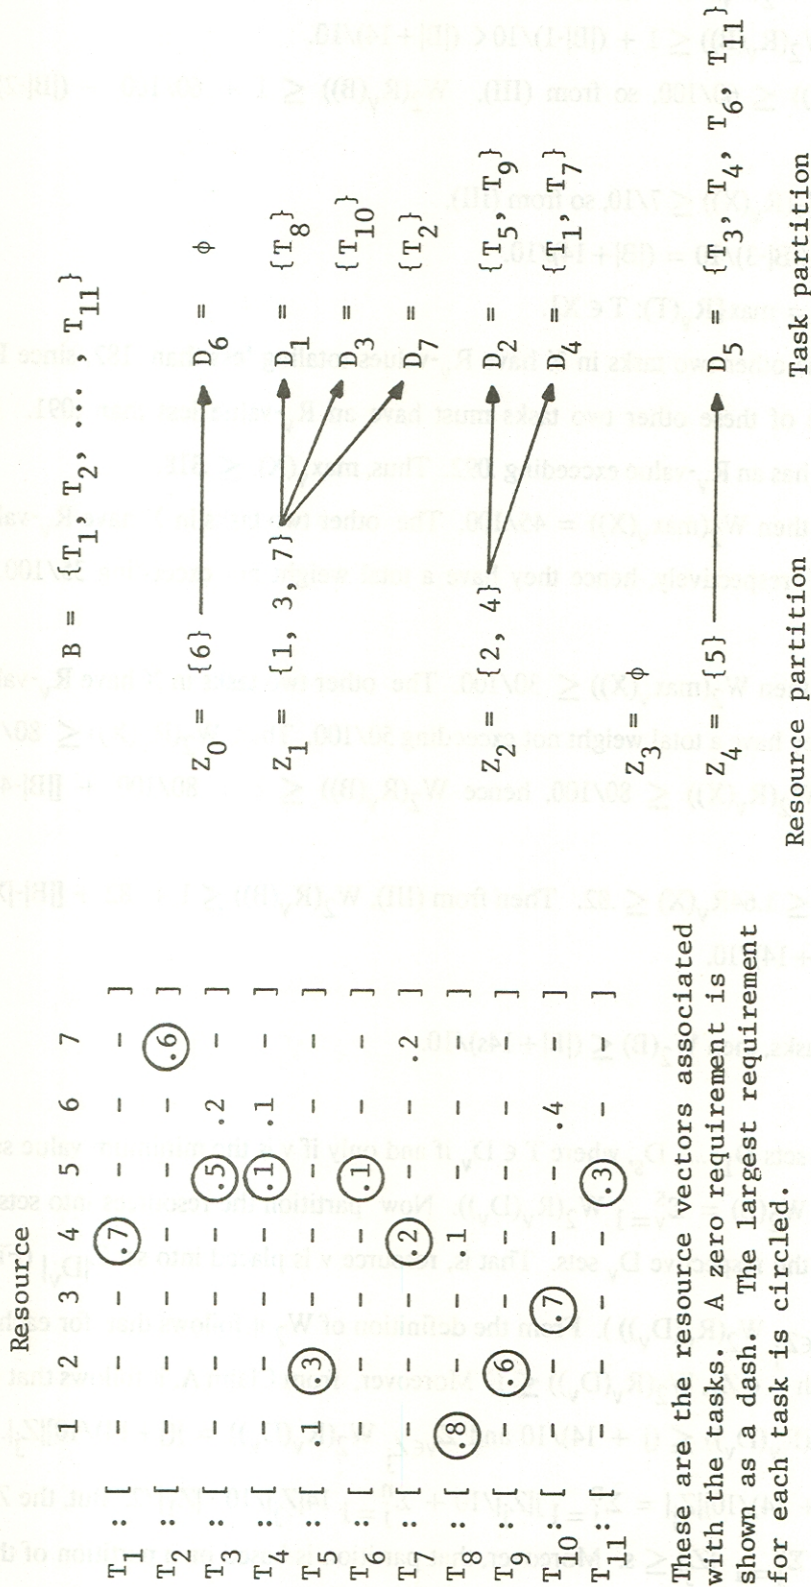 Resource
1 2 3 4 5 6 7
T₁ : [ - - - .7 - - - ]
T₂ : [ - - - - - - .6 ]
T₃ : [ - - - - .5 .2 - ]
T₄ : [ - - - - .1 .1 - ]
T₅ : [ .1 .3 - - - - - ]
T₆ : [ - - - - .1 - - ]
T₇ : [ - - - .2 - - .2 ]
T₈ : [ .8 - - .1 - - - ]
T₉ : [ - .6 - - - - - ]
T₁₀: [ - - .7 - - .4 - ]
T₁₁: [ - - - - .3 - - ]
These are the resource vectors associated
with the tasks. A Zero requirement is
shown as a dash. The largest requirement
for each task is circled.
B = {T₁, T₂, ..., T₁₁}
Z₀ = {6} D₆ = ϕ
Z₁ = {1, 3, 7} D₁ = {T₈}
D₃ = {T₁₀}
D₇ = {T₂}
Z₂ = {2, 4} D₂ = {T₅, T₉}
D₄ = {T₁, T₇}
Z₃ = ϕ
Z₄ = {5} D₅ = {T₃, T₄, T₆, T₁₁}
Resource partition Task partition